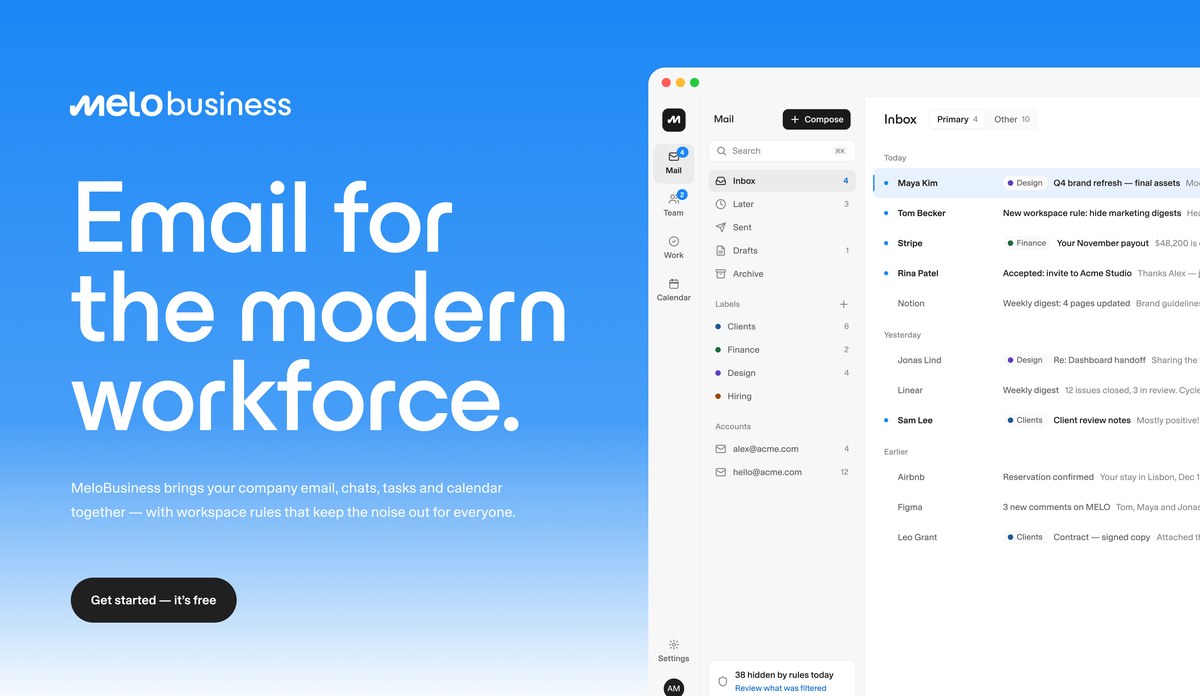 melo business
Email for
the modern
workforce.
MeloBusiness brings your company email, chats, tasks and calendar
together — with workspace rules that keep the noise out for everyone.
Get started — it's free
4
Mail
2
Team
Work
Calendar
Settings
AM
Mail
+ Compose
Search ⌘K
Inbox 4
Later 3
Sent
Drafts 1
Archive
Labels +
Clients 6
Finance 2
Design 4
Hiring
Accounts
alex@acme.com 4
hello@acme.com 12
38 hidden by rules today
Review what was filtered
Inbox Primary 4 Other 10
Today
Maya Kim Design Q4 brand refresh — final assets
Tom Becker New workspace rule: hide marketing digests
Stripe Finance Your November payout $48,200 is
Rina Patel Accepted: invite to Acme Studio Thanks Alex —
Notion Weekly digest: 4 pages updated Brand guidelines
Yesterday
Jonas Lind Design Re: Dashboard handoff Sharing the
Linear Weekly digest 12 issues closed, 3 in review. Cycle
Sam Lee Clients Client review notes Mostly positive!
Earlier
Airbnb Reservation confirmed Your stay in Lisbon, Dec 1
Figma 3 new comments on MELO Tom, Maya and Jonas
Leo Grant Clients Contract — signed copy Attached